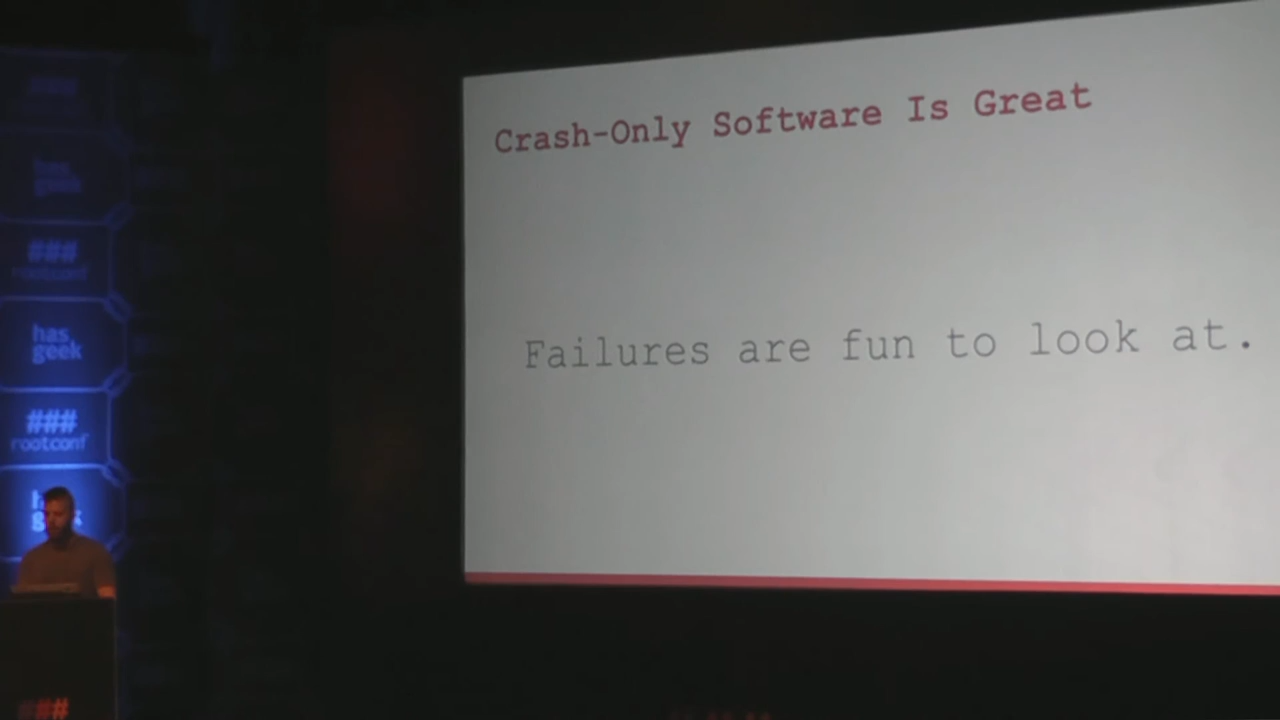 Crash-Only Software Is Great
Failures are fun to look at.
has
geek
###
rootconf
has
geek
###
rootconf
###